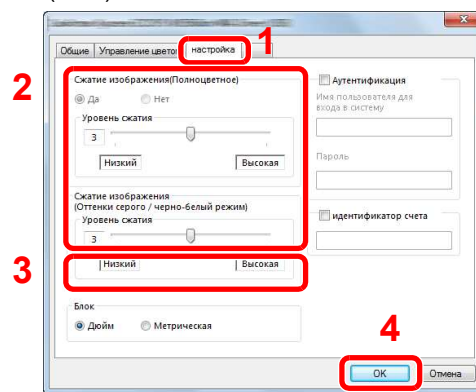 Общие Управление цветом настройка 1
2
Сжатие изображения(Полноцветное)
Да Нет
Уровень сжатия
3
Низкий Высокая
Сжатие изображения
(Оттенки серого / черно-белый режим)
Уровень сжатия
3
3
Низкий Высокая
Блок
Дюйм Метрическая
Аутентификация
Имя пользователя для
входа в систему
Пароль
идентификатор счета
4
OK Отмена